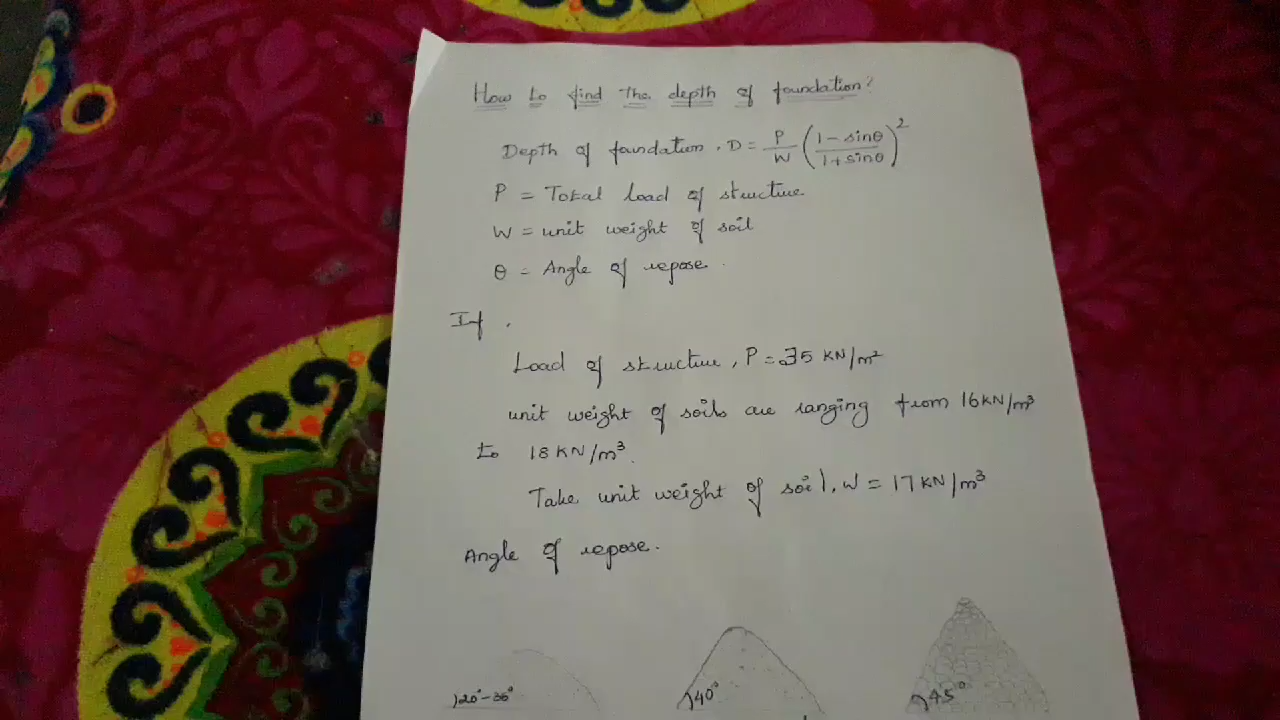 How to find the depth of foundation?
Depth of foundation, D = P/W ((1 - sinθ)/(1 + sinθ))²
P = Total load of structure
W = unit weight of soil
θ = Angle of repose.
If,
Load of structure, P = 35 KN/m²
unit weight of soils are ranging from 16KN/m³
to 18 KN/m³.
Take unit weight of soil, W = 17 KN/m³
Angle of repose.
20°-36° 40° 45°